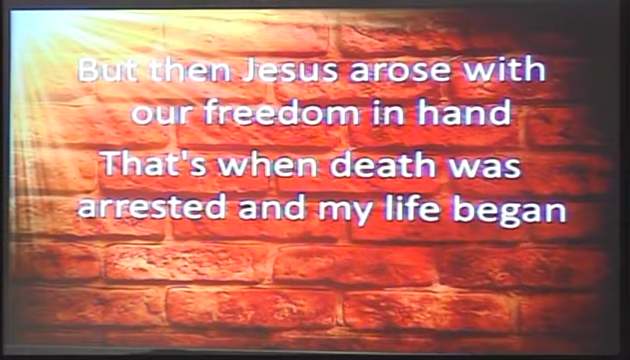 But then Jesus arose with
our freedom in hand
That's when death was
arrested and my life began